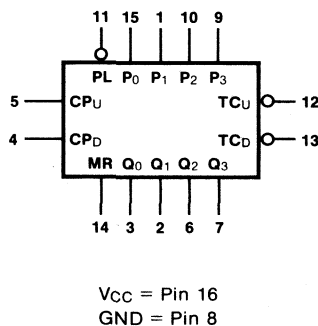 11 15 1 10 9
PL P0 P1 P2 P3
5 CPU TCU 12
4 CPD TCD 13
MR Q0 Q1 Q2 Q3
14 3 2 6 7
VCC = Pin 16
GND = Pin 8